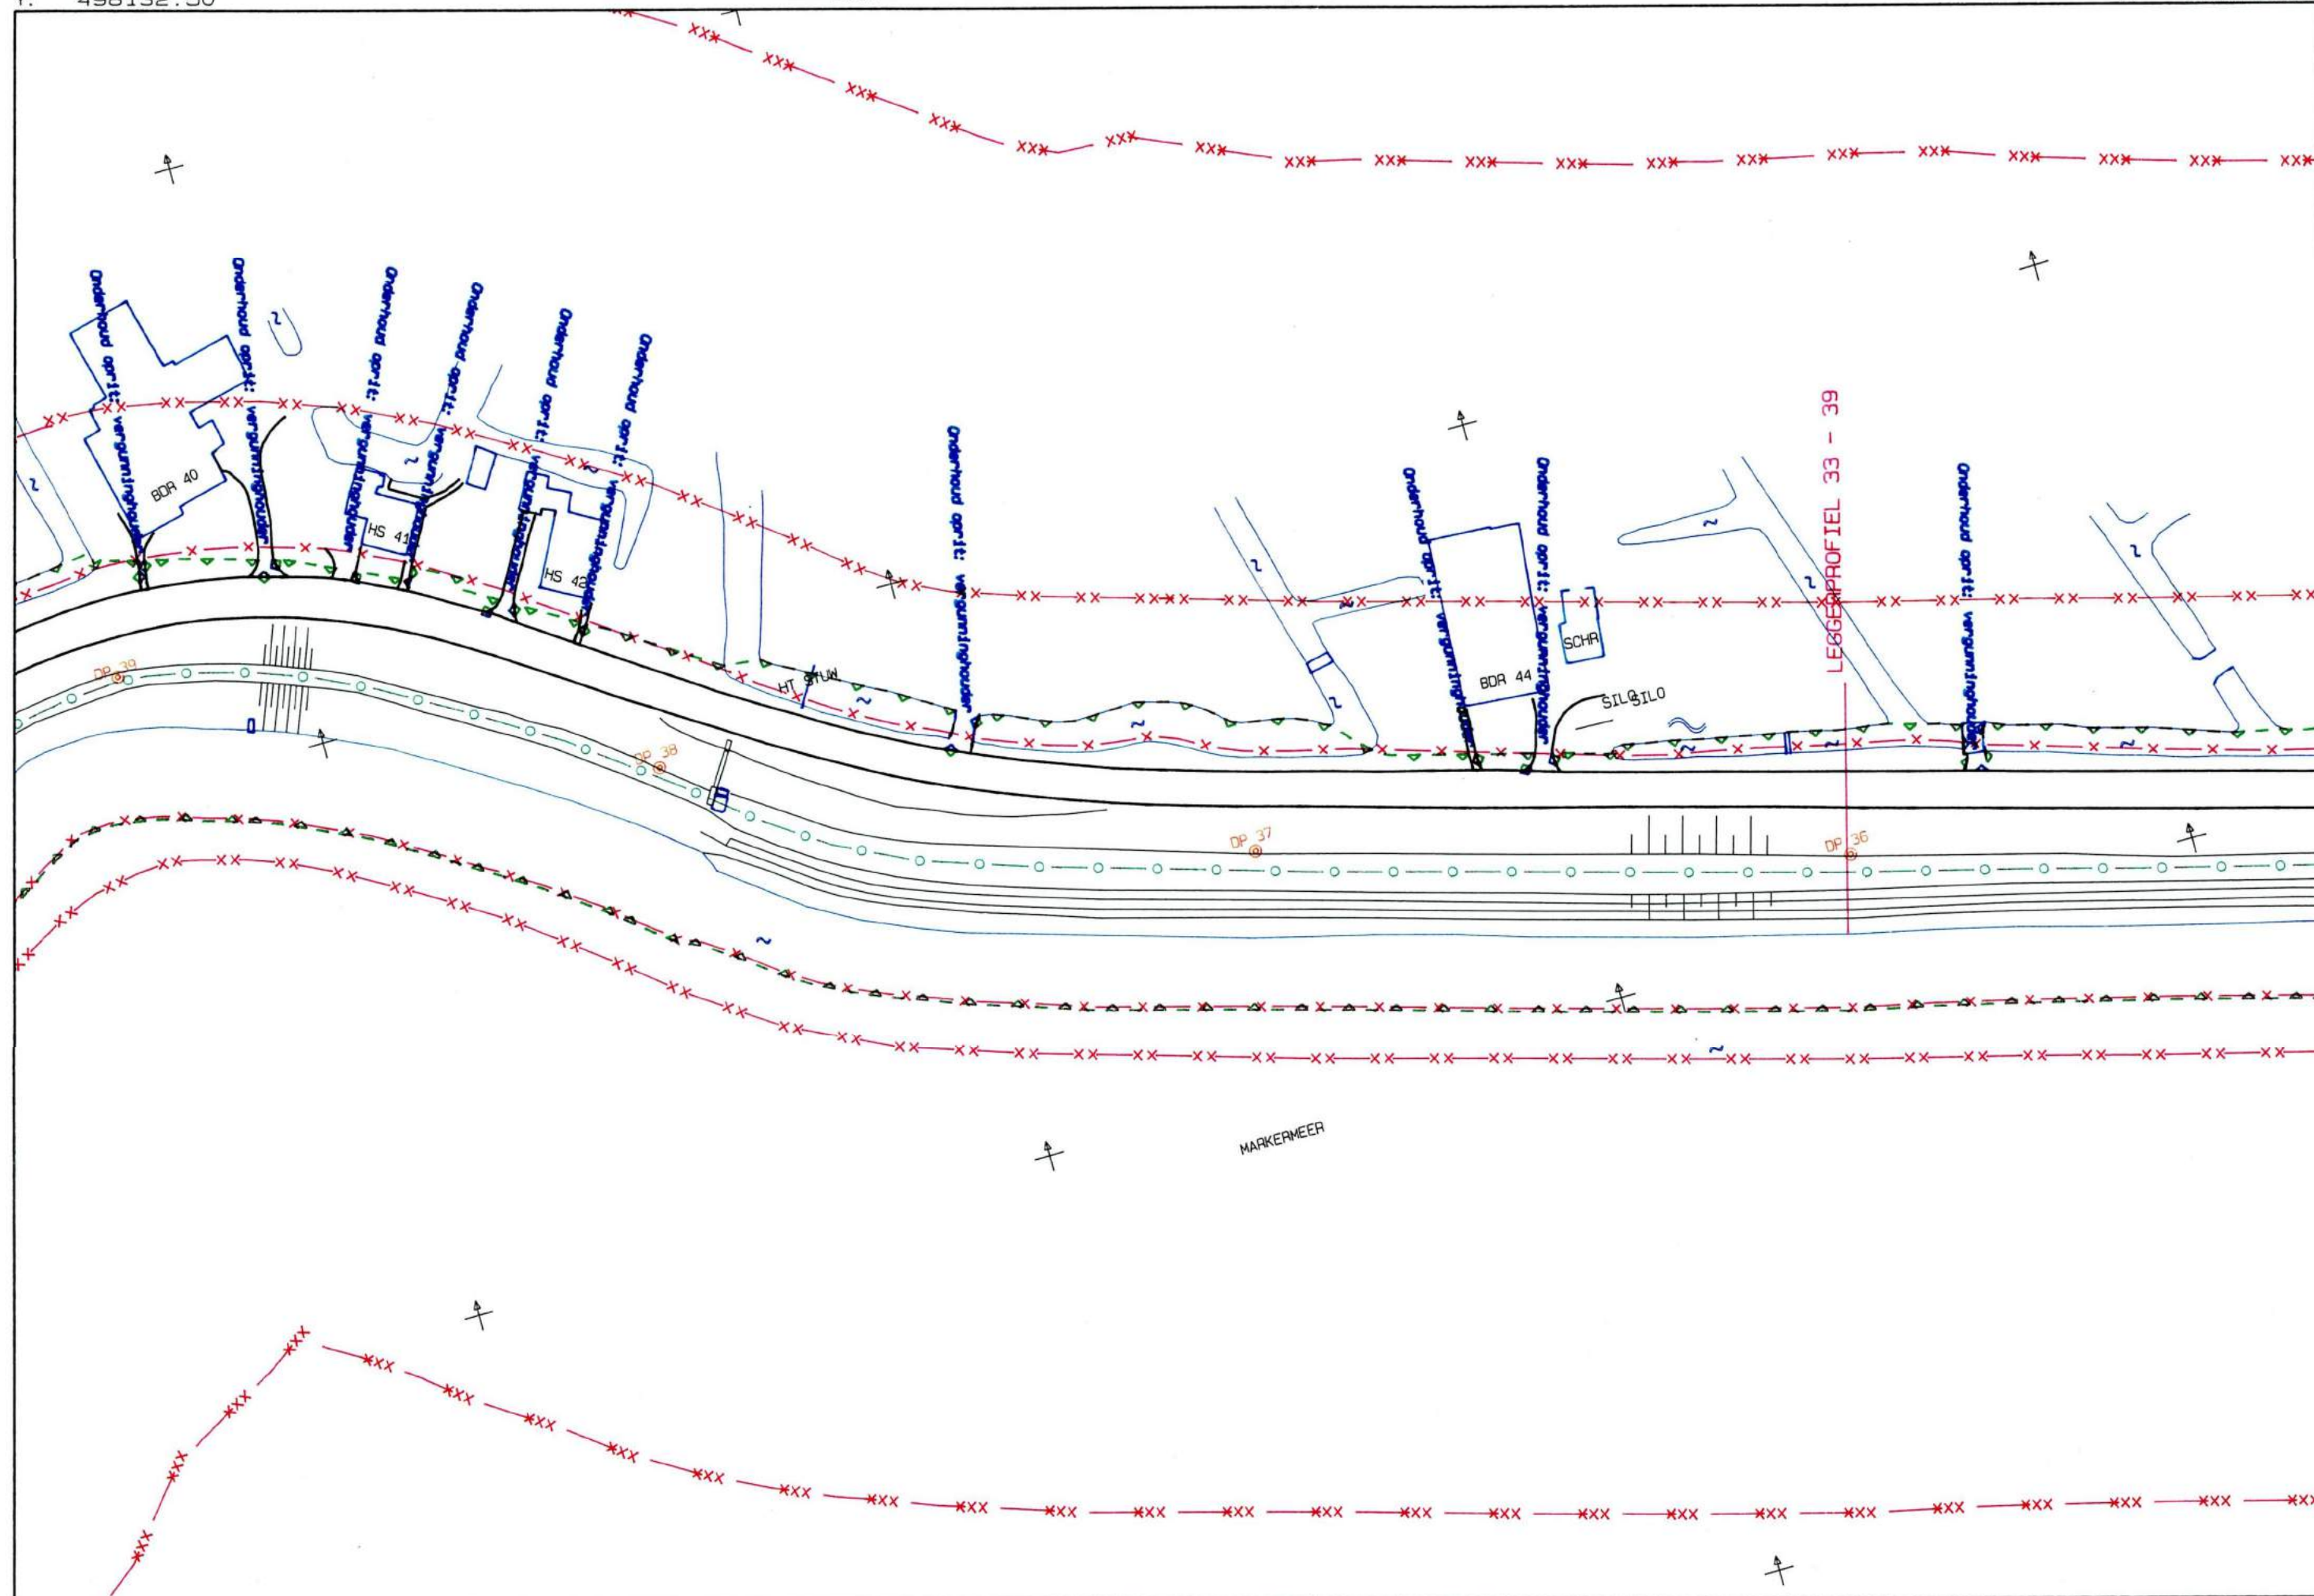 Onderhoud oprit: vergunninghouder
Onderhoud oprit: vergunninghouder
Onderhoud oprit: vergunninghouder
Onderhoud oprit: vergunninghouder
Onderhoud oprit: vergunninghouder
Onderhoud oprit: vergunninghouder
Onderhoud oprit: vergunninghouder
Onderhoud oprit: vergunninghouder
Onderhoud oprit: vergunninghouder
Onderhoud oprit: vergunninghouder
LEGGERPROFIEL 33 - 39
BDR 40
HS 41
HS 42
HT STUW
BDR 44
SCHR
SILO
SILO
DP 39
DP 38
DP 37
DP 36
MARKERMEER